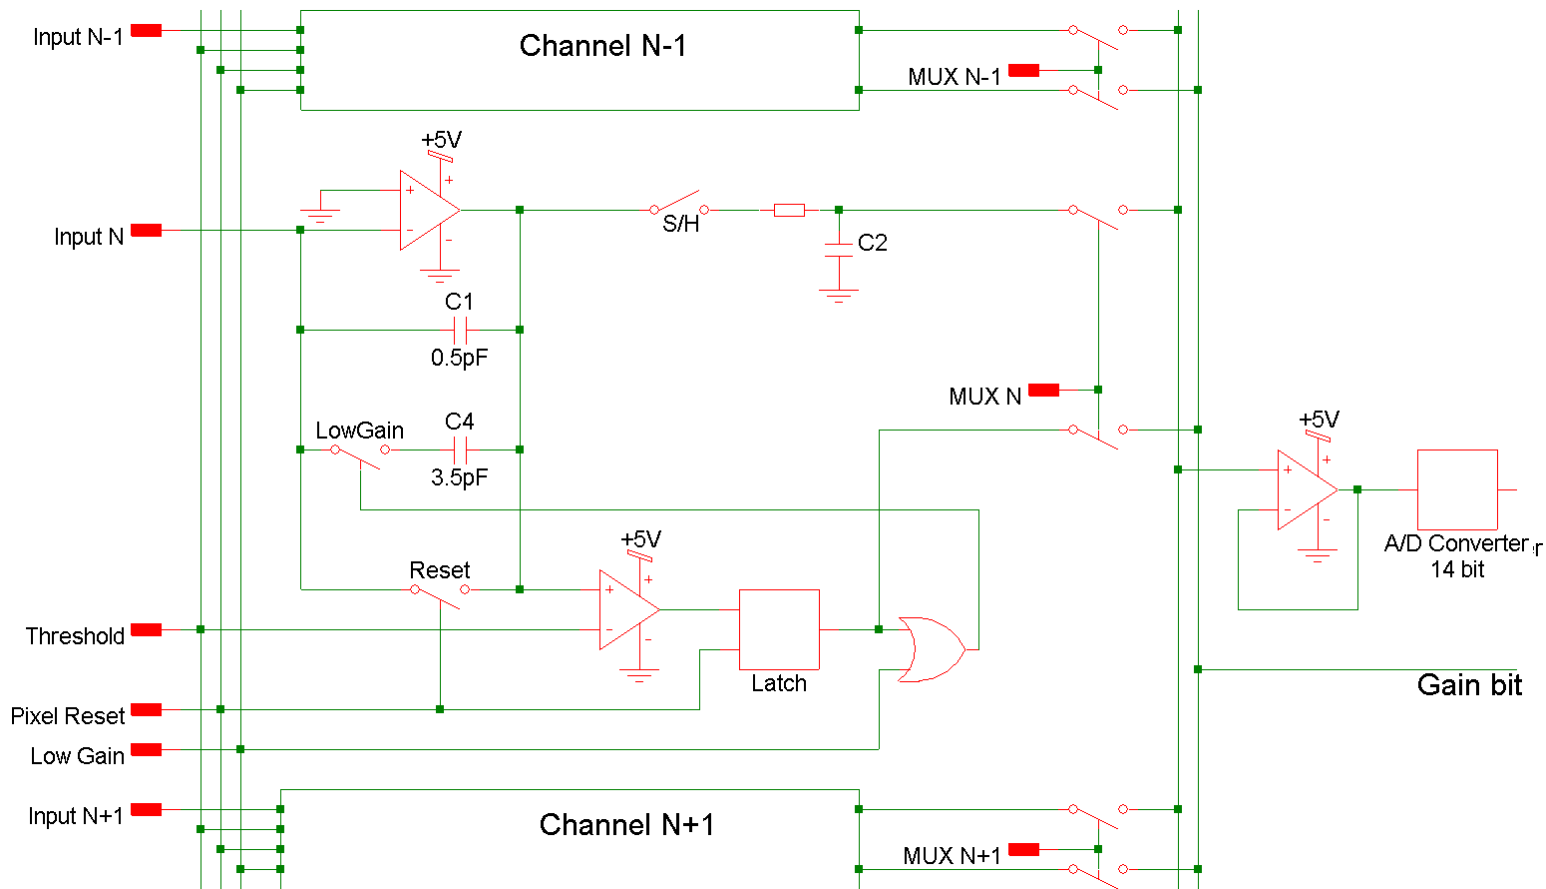 Input N-1
Channel N-1
MUX N-1
+5V
+
+
-
-
Input N
S/H
C2
C1
0.5pF
MUX N
LowGain
C4
3.5pF
+5V
+
+
-
-
A/D Converter
r
14 bit
+5V
Reset
+
+
-
-
Threshold
Latch
Gain bit
Pixel Reset
Low Gain
Input N+1
Channel N+1
MUX N+1